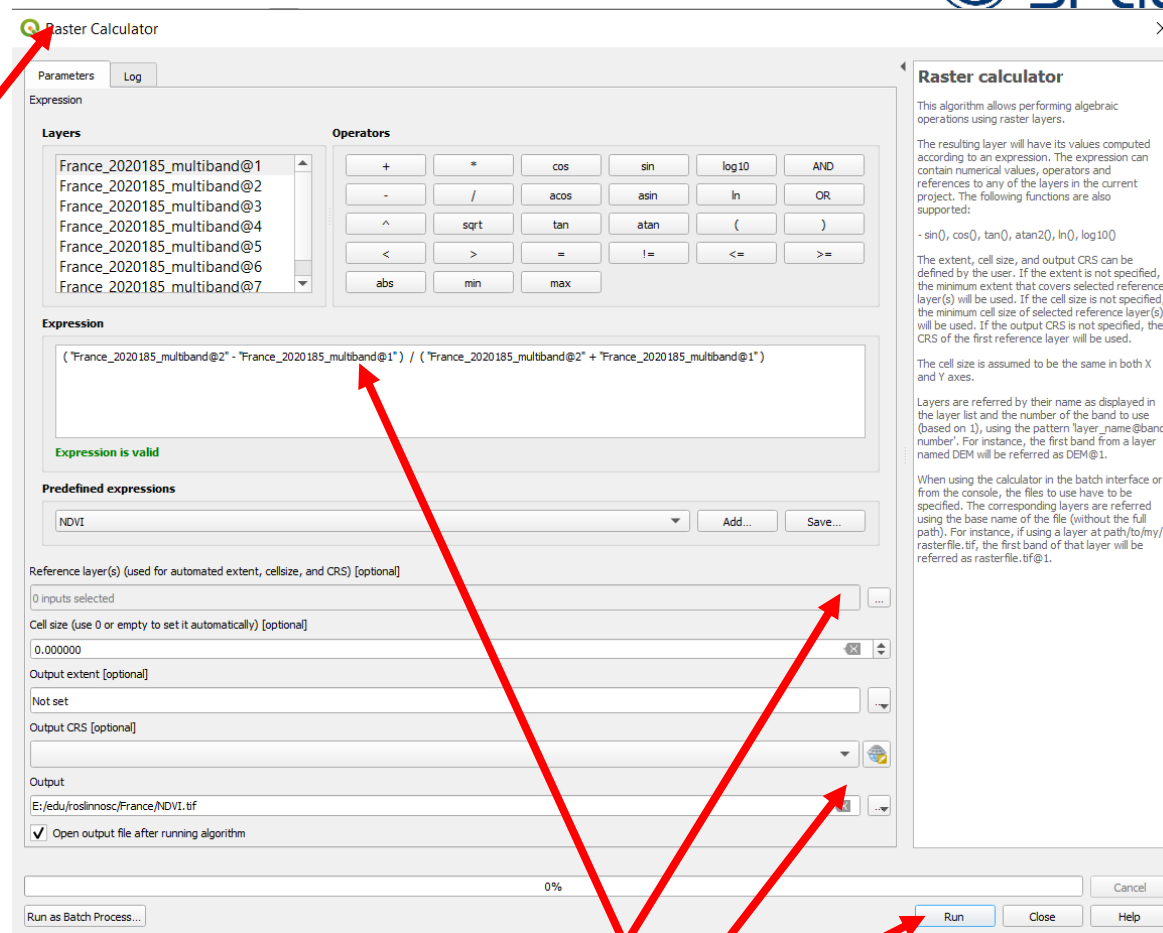 Raster Calculator
Parameters
Log
Expression
Layers
France_2020185_multiband@1
France_2020185_multiband@2
France_2020185_multiband@3
France_2020185_multiband@4
France_2020185_multiband@5
France_2020185_multiband@6
France_2020185_multiband@7
Operators
+ * cos sin log10 AND
- / acos asin ln OR
^ sqrt tan atan ( )
< > = != <= >=
abs min max
Expression
( "France_2020185_multiband@2" - "France_2020185_multiband@1" ) / ( "France_2020185_multiband@2" + "France_2020185_multiband@1" )
Expression is valid
Predefined expressions
NDVI
Add...
Save...
Reference layer(s) (used for automated extent, cellsize, and CRS) [optional]
0 inputs selected
...
Cell size (use 0 or empty to set it automatically) [optional]
0.000000
Output extent [optional]
Not set
Output CRS [optional]
Output
E:/edu/roslinnosc/France/NDVI.tif
Open output file after running algorithm
0%
Cancel
Run as Batch Process...
Run
Close
Help
Raster calculator
This algorithm allows performing algebraic
operations using raster layers.
The resulting layer will have its values computed
according to an expression. The expression can
contain numerical values, operators and
references to any of the layers in the current
project. The following functions are also
supported:
- sin(), cos(), tan(), atan2(), ln(), log10()
The extent, cell size, and output CRS can be
defined by the user. If the extent is not specified,
the minimum extent that covers selected reference
layer(s) will be used. If the cell size is not specified,
the minimum cell size of selected reference layer(s)
will be used. If the output CRS is not specified, the
CRS of the first reference layer will be used.
The cell size is assumed to be the same in both X
and Y axes.
Layers are referred by their name as displayed in
the layer list and the number of the band to use
(based on 1), using the pattern 'layer_name@band
number'. For instance, the first band from a layer
named DEM will be referred as DEM@1.
When using the calculator in the batch interface or
from the console, the files to use have to be
specified. The corresponding layers are referred
using the base name of the file (without the full
path). For instance, if using a layer at path/to/my/
rasterfile.tif, the first band of that layer will be
referred as rasterfile.tif@1.